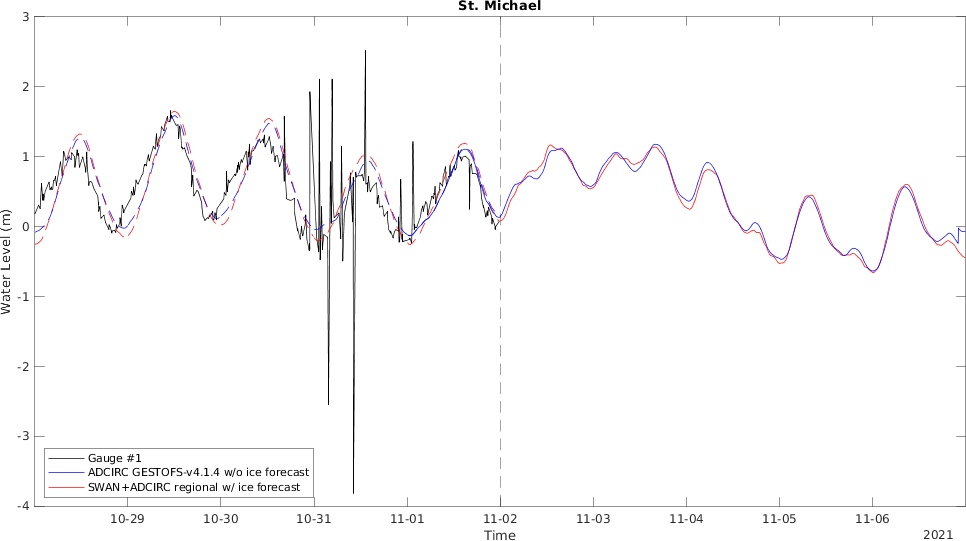 St. Michael
3
2
1
0
-1
-2
-3
-4
Water Level (m)
Gauge #1
ADCIRC GESTOFS-v4.1.4 w/o ice forecast
SWAN+ADCIRC regional w/ ice forecast
10-29 10-30 10-31 11-01 11-02 11-03 11-04 11-05 11-06
Time
2021